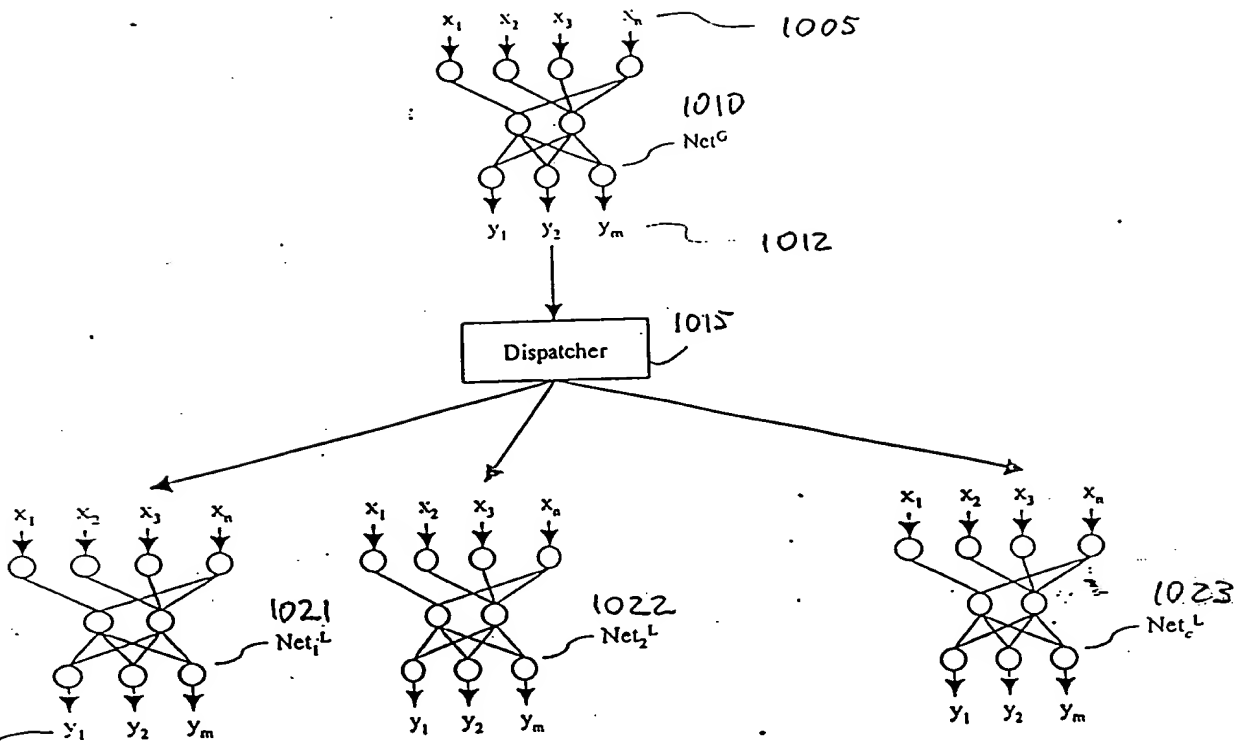 x₁ x₂ x₃ xₙ 1005
1010
Netᴳ
y₁ y₂ yₘ 1012
1015
Dispatcher
x₁ x₂ x₃ xₙ
1021
Net₁ᴸ
y₁ y₂ yₘ
x₁ x₂ x₃ xₙ
1022
Net₂ᴸ
y₁ y₂ yₘ
x₁ x₂ x₃ xₙ
1023
Net꜀ᴸ
y₁ y₂ yₘ